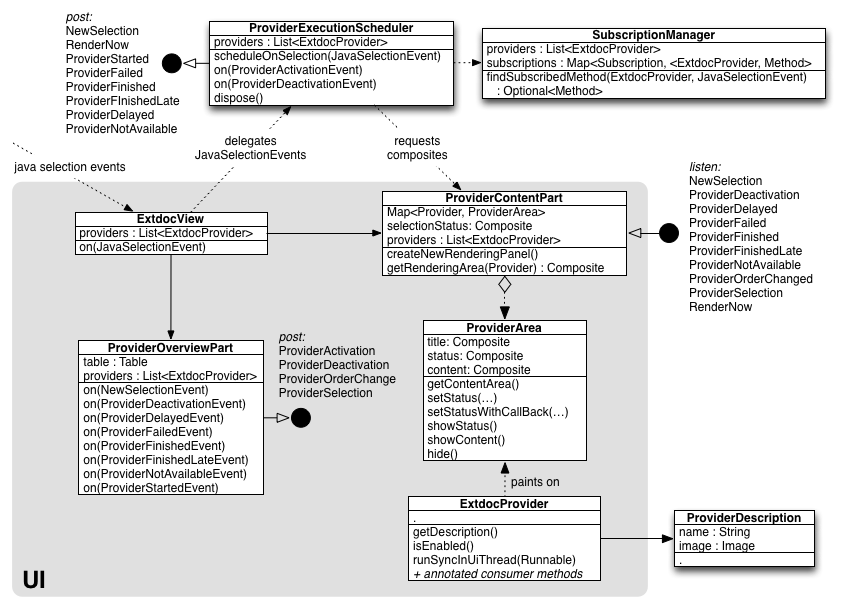 post:
NewSelection
RenderNow
ProviderStarted
ProviderFailed
ProviderFinished
ProviderFInishedLate
ProviderDelayed
ProviderNotAvailable
ProviderExecutionScheduler
providers : List<ExtdocProvider>
scheduleOnSelection(JavaSelectionEvent)
on(ProviderActivationEvent)
on(ProviderDeactivationEvent)
dispose()
SubscriptionManager
providers : List<ExtdocProvider>
subscriptions : Map<Subscription, <ExtdocProvider, Method>
findSubscribedMethod(ExtdocProvider, JavaSelectionEvent)
: Optional<Method>
delegates
JavaSelectionEvents
requests
composites
java selection events
ExtdocView
providers : List<ExtdocProvider>
on(JavaSelectionEvent)
ProviderContentPart
Map<Provider, ProviderArea>
selectionStatus: Composite
providers : List<ExtdocProvider>
createNewRenderingPanel()
getRenderingArea(Provider) : Composite
listen:
NewSelection
ProviderDeactivation
ProviderDelayed
ProviderFailed
ProviderFinished
ProviderFinishedLate
ProviderNotAvailable
ProviderOrderChanged
ProviderSelection
RenderNow
ProviderOverviewPart
table : Table
providers : List<ExtdocProvider>
on(NewSelectionEvent)
on(ProviderDeactivationEvent)
on(ProviderDelayedEvent)
on(ProviderFailedEvent)
on(ProviderFinishedEvent)
on(ProviderFinishedLateEvent)
on(ProviderNotAvailableEvent)
on(ProviderStartedEvent)
post:
ProviderActivation
ProviderDeactivation
ProviderOrderChange
ProviderSelection
ProviderArea
title: Composite
status: Composite
content: Composite
getContentArea()
setStatus(…)
setStatusWithCallBack(…)
showStatus()
showContent()
hide()
paints on
ExtdocProvider
.
getDescription()
isEnabled()
runSyncInUiThread(Runnable)
+ annotated consumer methods
ProviderDescription
name : String
image : Image
.
UI